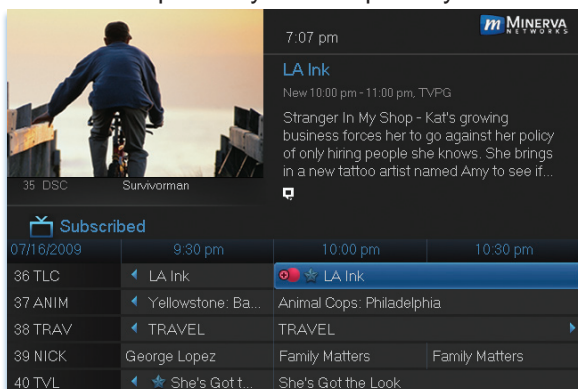 7:07 pm
MINERVA
NETWORKS
LA Ink
New 10:00 pm - 11:00 pm, TVPG
Stranger In My Shop - Kat's growing
business forces her to go against her policy
of only hiring people she knows. She brings
in a new tattoo artist named Amy to see if...
35 DSC Survivorman
Subscribed
07/16/2009 9:30 pm 10:00 pm 10:30 pm
36 TLC LA Ink LA Ink
37 ANIM Yellowstone: Ba... Animal Cops: Philadelphia
38 TRAV TRAVEL TRAVEL
39 NICK George Lopez Family Matters Family Matters
40 TVL She's Got t... She's Got the Look